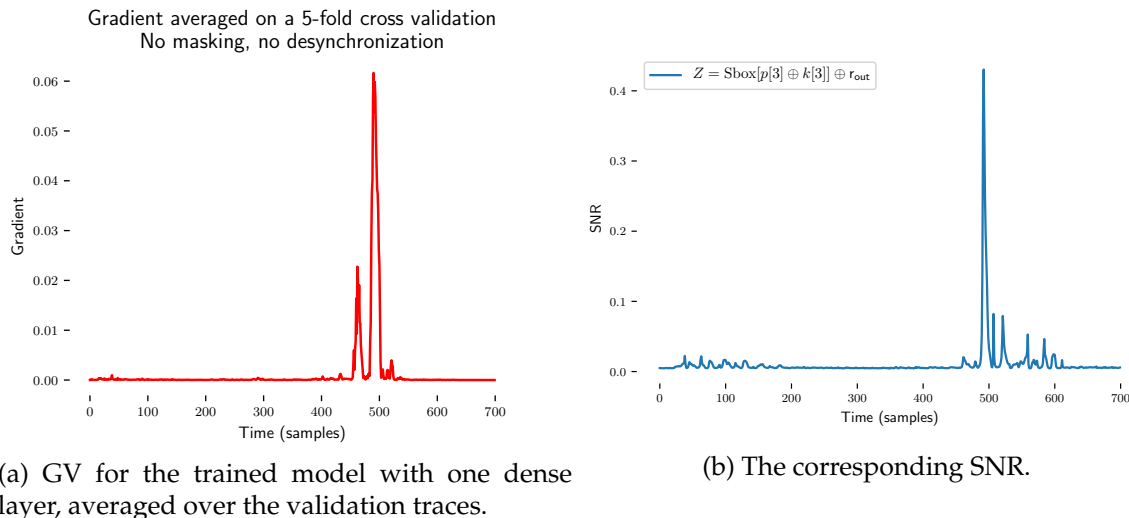 Gradient averaged on a 5-fold cross validation
No masking, no desynchronization
0.06
0.05
0.04
0.03
0.02
0.01
0.00
Gradient
0
100
200
300
400
500
600
700
Time (samples)
(a) GV for the trained model with one dense
layer, averaged over the validation traces.
Z = Sbox[p[3] ⊕ k[3]] ⊕ r_out
0.4
0.3
0.2
0.1
0.0
SNR
0
100
200
300
400
500
600
700
Time (samples)
(b) The corresponding SNR.